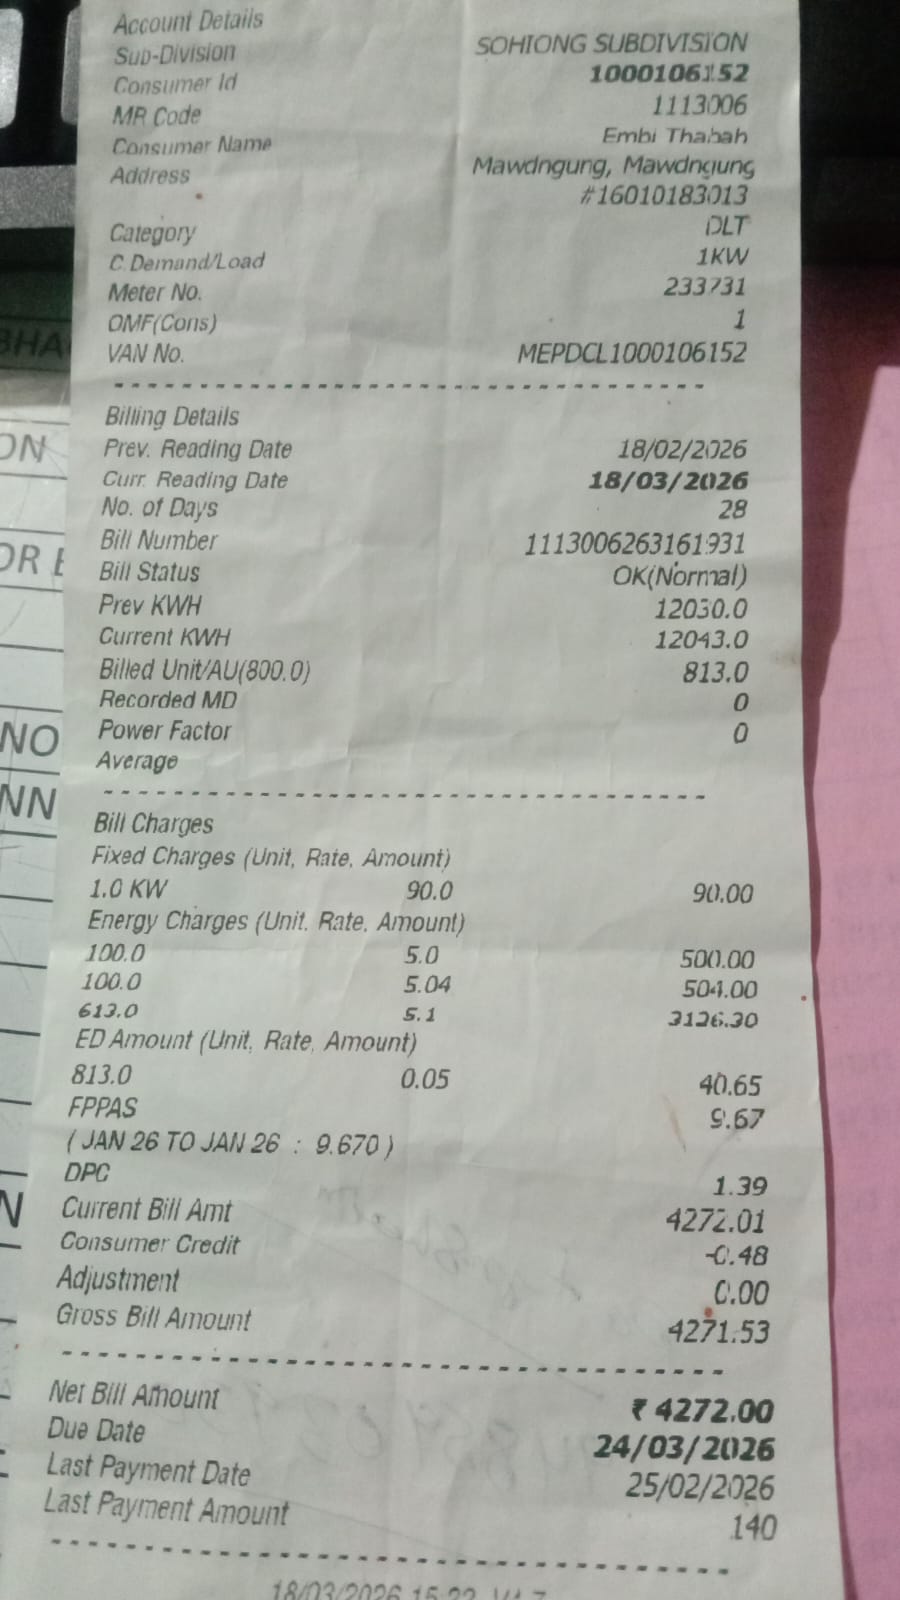 Account Details
Sub-Division SOHIONG SUBDIVISION
Consumer Id 1000106152
MR Code 1113006
Consumer Name Embi Thabah
Address Mawdngung, Mawdngung
#16010183013
Category DLT
C.Demand/Load 1KW
Meter No. 233731
OMF(Cons) 1
VAN No. MEPDCL1000106152
Billing Details
Prev. Reading Date 18/02/2026
Curr. Reading Date 18/03/2026
No. of Days 28
Bill Number 1113006263161931
Bill Status OK(Normal)
Prev KWH 12030.0
Current KWH 12043.0
Billed Unit/AU(800.0) 813.0
Recorded MD 0
Power Factor 0
Average
Bill Charges
Fixed Charges (Unit, Rate, Amount)
1.0 KW 90.0 90.00
Energy Charges (Unit, Rate, Amount)
100.0 5.0 500.00
100.0 5.04 504.00
613.0 5.1 3126.30
ED Amount (Unit, Rate, Amount)
813.0 0.05 40.65
FPPAS 9.67
( JAN 26 TO JAN 26 : 9.670 )
DPC 1.39
Current Bill Amt 4272.01
Consumer Credit -0.48
Adjustment 0.00
Gross Bill Amount 4271.53
Net Bill Amount ₹ 4272.00
Due Date 24/03/2026
Last Payment Date 25/02/2026
Last Payment Amount 140
18/03/2026